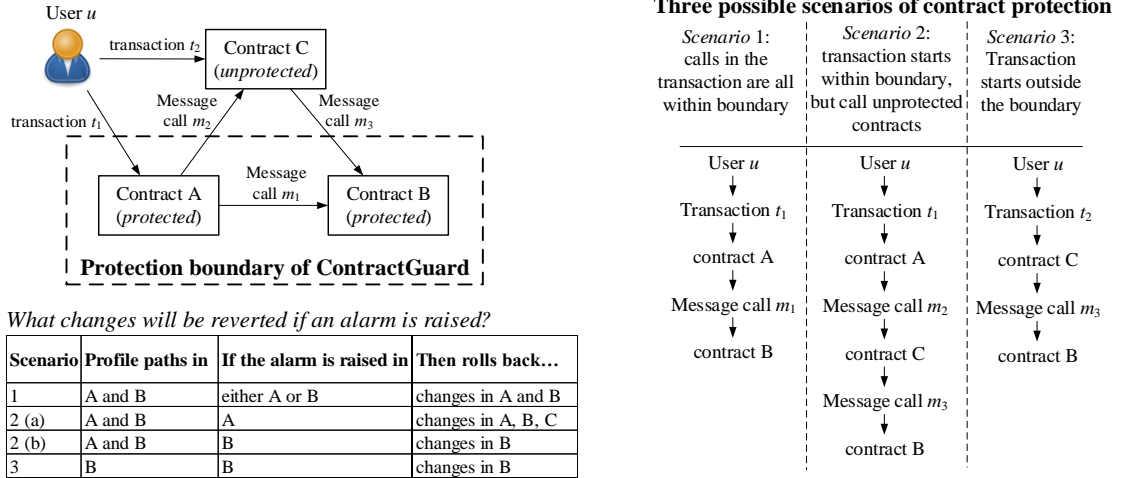 User u
transaction t2
Contract C
(unprotected)
transaction t1
Message
call m2
Message
call m3
Contract A
(protected)
Message
call m1
Contract B
(protected)
Protection boundary of ContractGuard
What changes will be reverted if an alarm is raised?
Scenario Profile paths in If the alarm is raised in Then rolls back…
1 A and B either A or B changes in A and B
2 (a) A and B A changes in A, B, C
2 (b) A and B B changes in B
3 B B changes in B
Three possible scenarios of contract protection
Scenario 1:
calls in the
transaction are all
within boundary
Scenario 2:
transaction starts
within boundary,
but call unprotected
contracts
Scenario 3:
Transaction
starts outside
the boundary
User u
Transaction t1
contract A
Message call m1
contract B
User u
Transaction t1
contract A
Message call m2
contract C
Message call m3
contract B
User u
Transaction t2
contract C
Message call m3
contract B